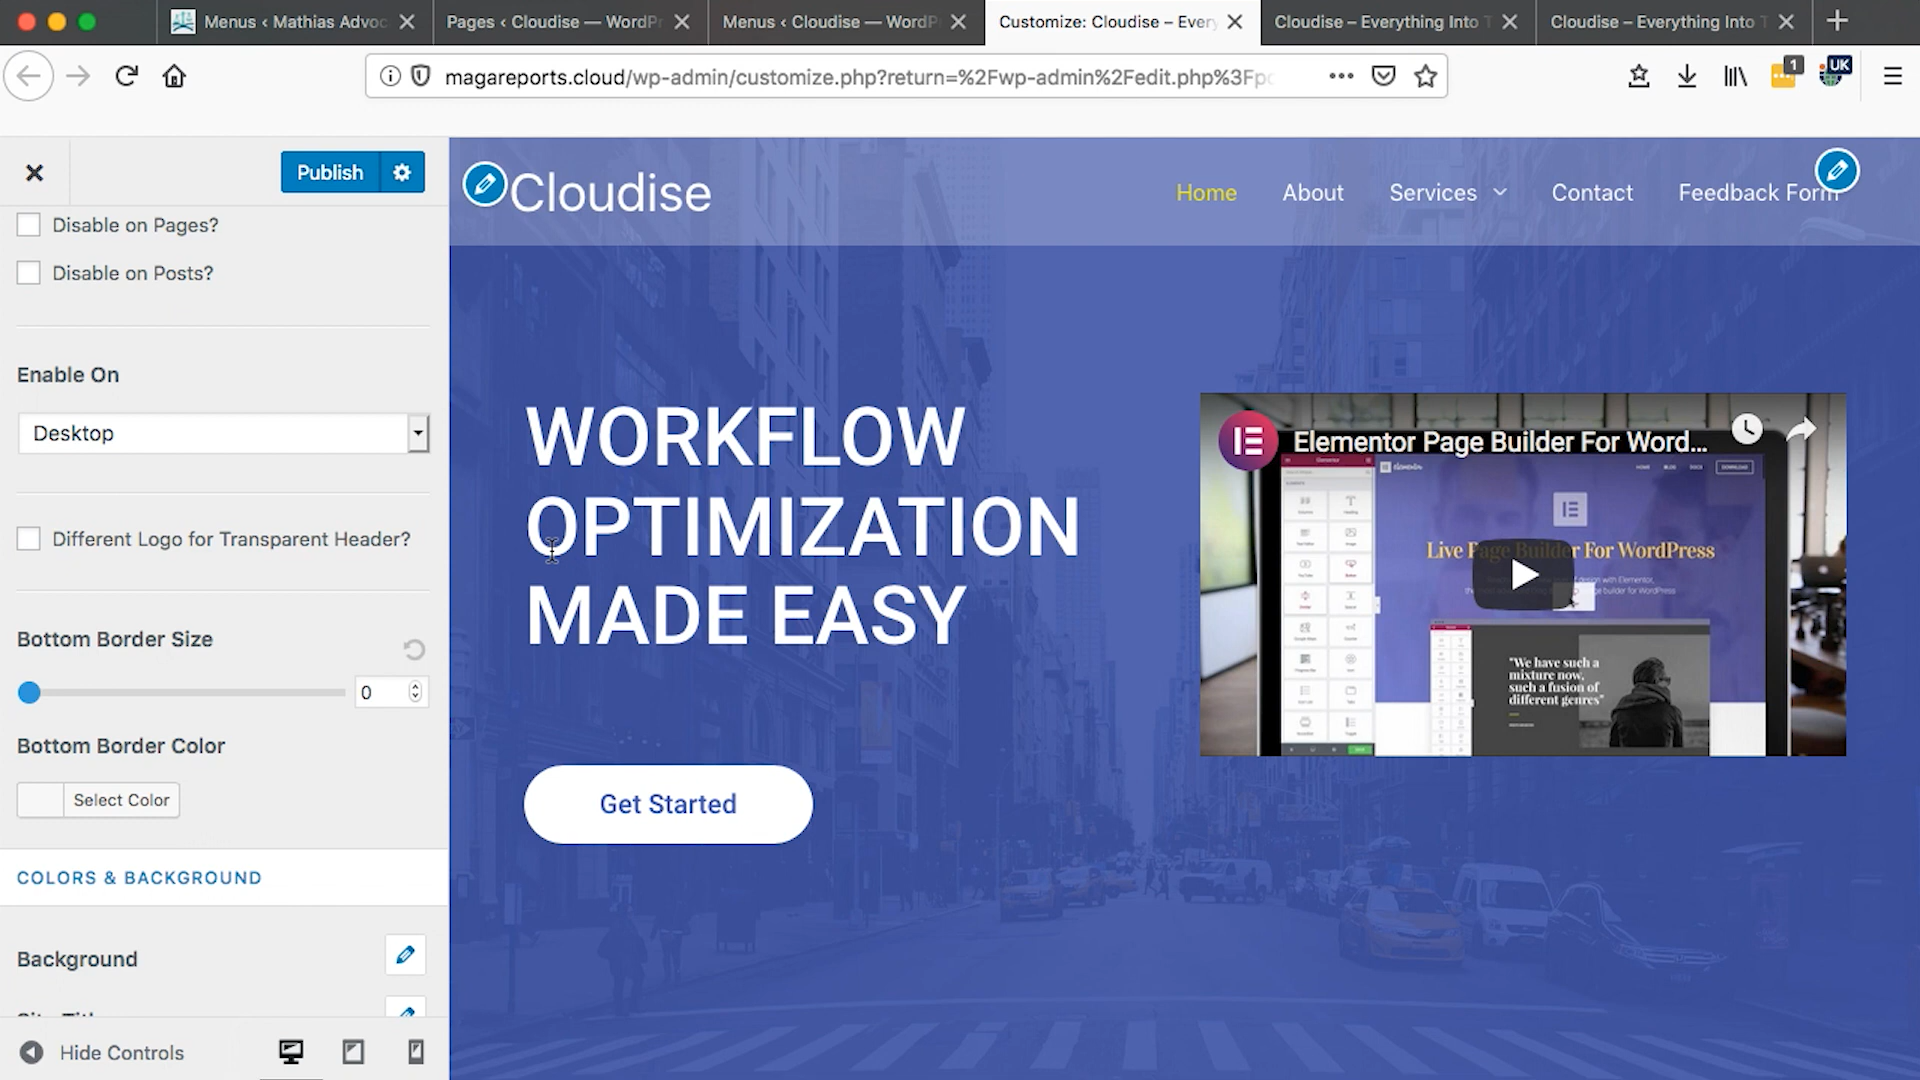 Menus ‹ Mathias Advoc
Pages ‹ Cloudise — WordPr
Menus ‹ Cloudise — WordP
Customize: Cloudise – Every
Cloudise – Everything Into T
Cloudise – Everything Into T
magareports.cloud/wp-admin/customize.php?return=%2Fwp-admin%2Fedit.php%3Fpo
1
UK
Publish
Disable on Pages?
Disable on Posts?
Enable On
Desktop
Different Logo for Transparent Header?
Bottom Border Size
0
Bottom Border Color
Select Color
COLORS & BACKGROUND
Background
Hide Controls
Cloudise
Home
About
Services
Contact
Feedback Form
WORKFLOW
OPTIMIZATION
MADE EASY
Get Started
Elementor Page Builder For Word...
elementor
Live Page Builder For WordPress
"We have such a
mixture now,
such a fusion of
different genres"